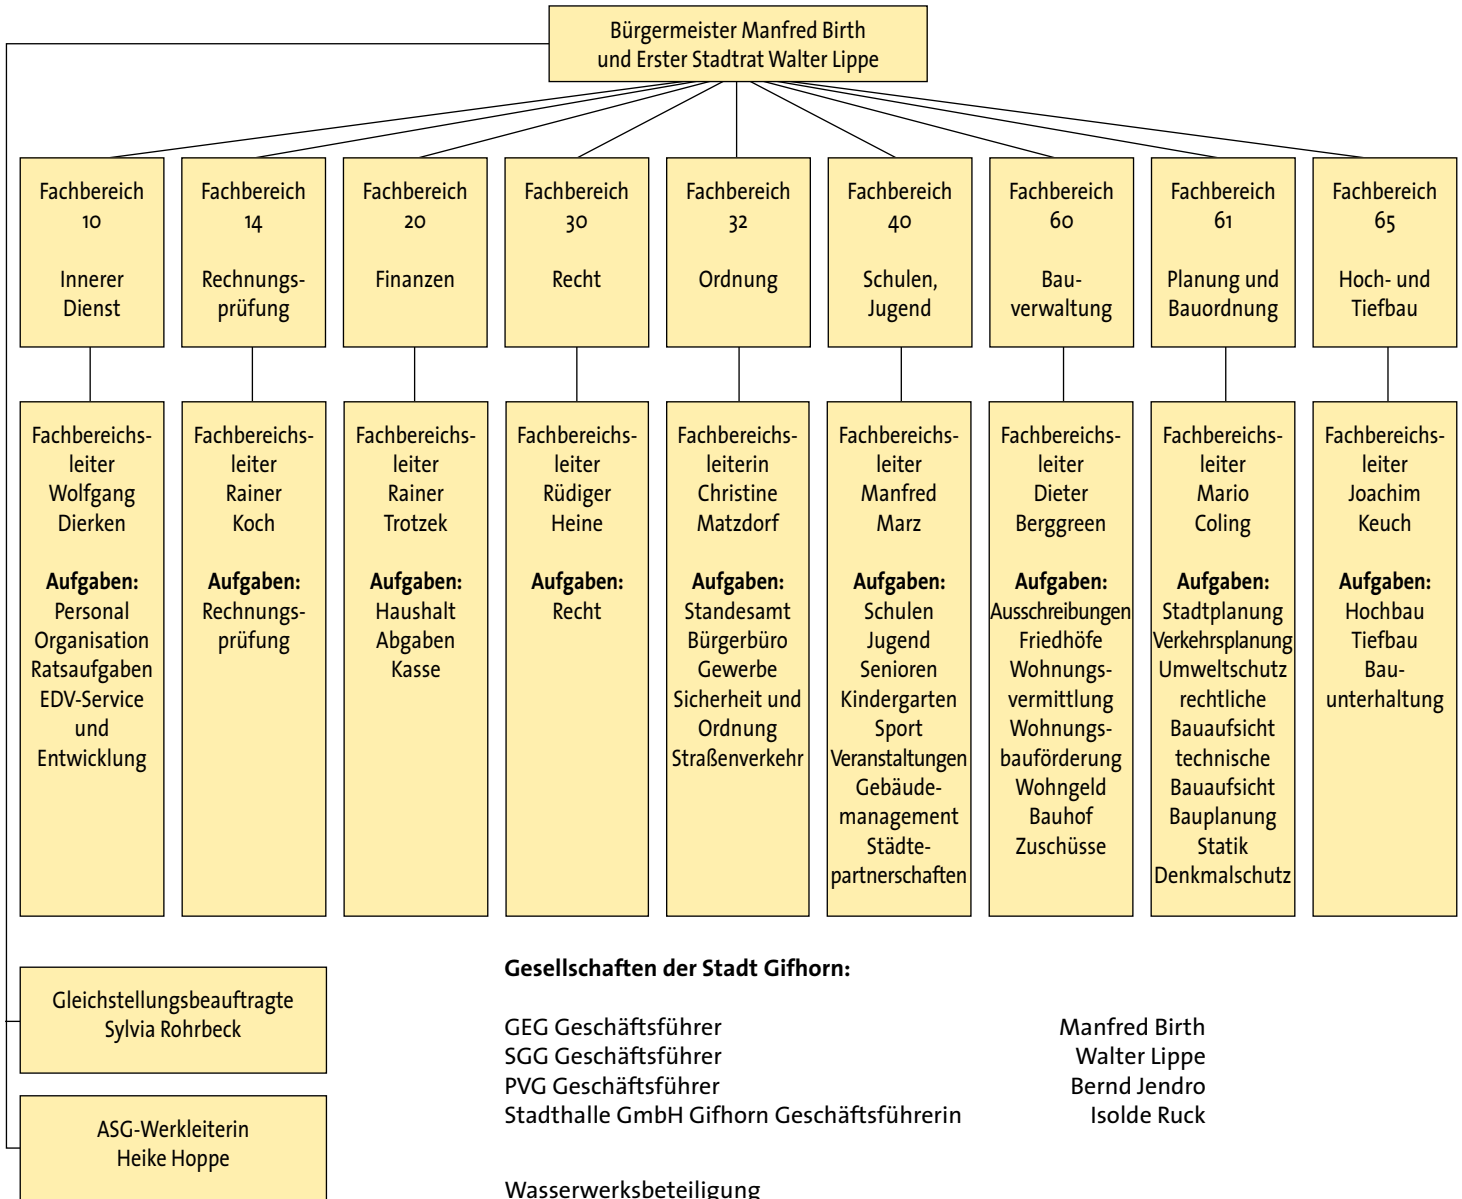 Bürgermeister Manfred Birth
und Erster Stadtrat Walter Lippe
Fachbereich
10
Innerer
Dienst
Fachbereich
14
Rechnungs-
prüfung
Fachbereich
20
Finanzen
Fachbereich
30
Recht
Fachbereich
32
Ordnung
Fachbereich
40
Schulen,
Jugend
Fachbereich
60
Bau-
verwaltung
Fachbereich
61
Planung und
Bauordnung
Fachbereich
65
Hoch- und
Tiefbau
Fachbereichs-
leiter
Wolfgang
Dierken
Aufgaben:
Personal
Organisation
Ratsaufgaben
EDV-Service
und
Entwicklung
Fachbereichs-
leiter
Rainer
Koch
Aufgaben:
Rechnungs-
prüfung
Fachbereichs-
leiter
Rainer
Trotzek
Aufgaben:
Haushalt
Abgaben
Kasse
Fachbereichs-
leiter
Rüdiger
Heine
Aufgaben:
Recht
Fachbereichs-
leiterin
Christine
Matzdorf
Aufgaben:
Standesamt
Bürgerbüro
Gewerbe
Sicherheit und
Ordnung
Straßenverkehr
Fachbereichs-
leiter
Manfred
Marz
Aufgaben:
Schulen
Jugend
Senioren
Kindergarten
Sport
Veranstaltungen
Gebäude-
management
Städte-
partnerschaften
Fachbereichs-
leiter
Dieter
Berggreen
Aufgaben:
Ausschreibungen
Friedhöfe
Wohnungs-
vermittlung
Wohnungs-
bauförderung
Wohngeld
Bauhof
Zuschüsse
Fachbereichs-
leiter
Mario
Coling
Aufgaben:
Stadtplanung
Verkehrsplanung
Umweltschutz
rechtliche
Bauaufsicht
technische
Bauaufsicht
Bauplanung
Statik
Denkmalschutz
Fachbereichs-
leiter
Joachim
Keuch
Aufgaben:
Hochbau
Tiefbau
Bau-
unterhaltung
Gleichstellungsbeauftragte
Sylvia Rohrbeck
ASG-Werkleiterin
Heike Hoppe
Gesellschaften der Stadt Gifhorn:
GEG Geschäftsführer Manfred Birth
SGG Geschäftsführer Walter Lippe
PVG Geschäftsführer Bernd Jendro
Stadthalle GmbH Gifhorn Geschäftsführerin Isolde Ruck
Wasserwerksbeteiligung